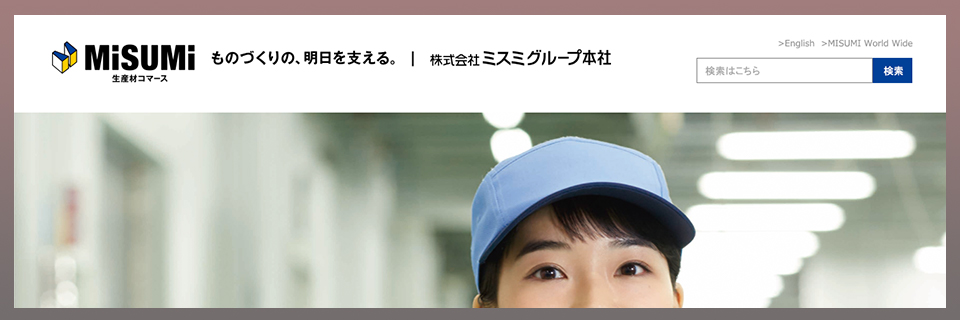 MiSUMi
生産材コマース
ものづくりの、明日を支える。 | 株式会社 ミスミグループ本社
>English >MISUMI World Wide
検索はこちら
検索